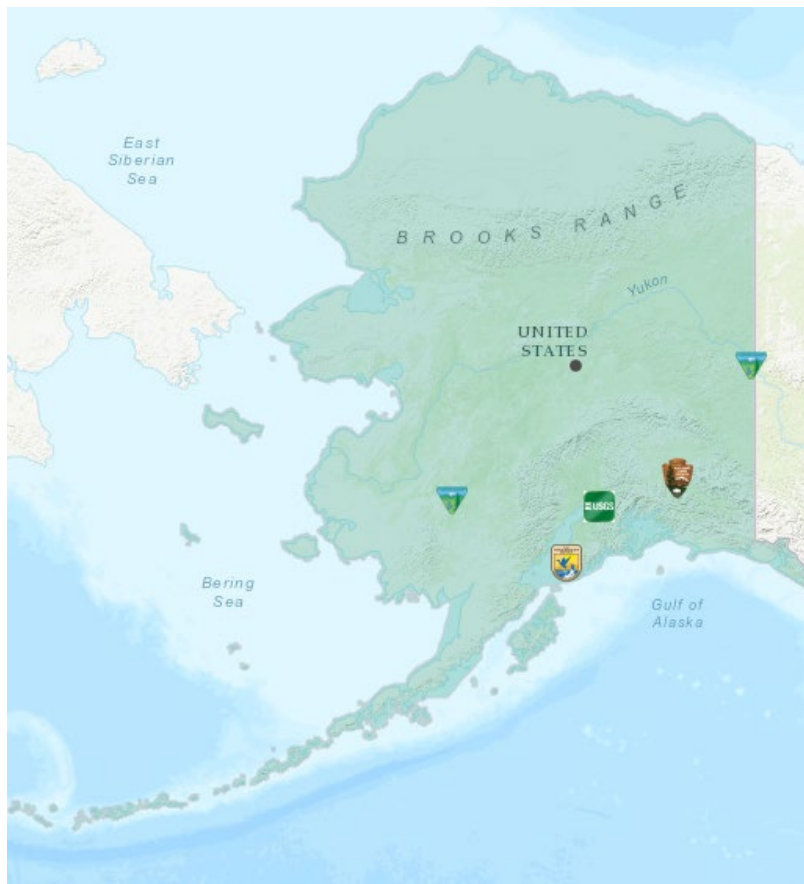 East
Siberian
Sea
BROOKS RANGE
Yukon
UNITED
STATES
USGS
Bering
Sea
Gulf of
Alaska